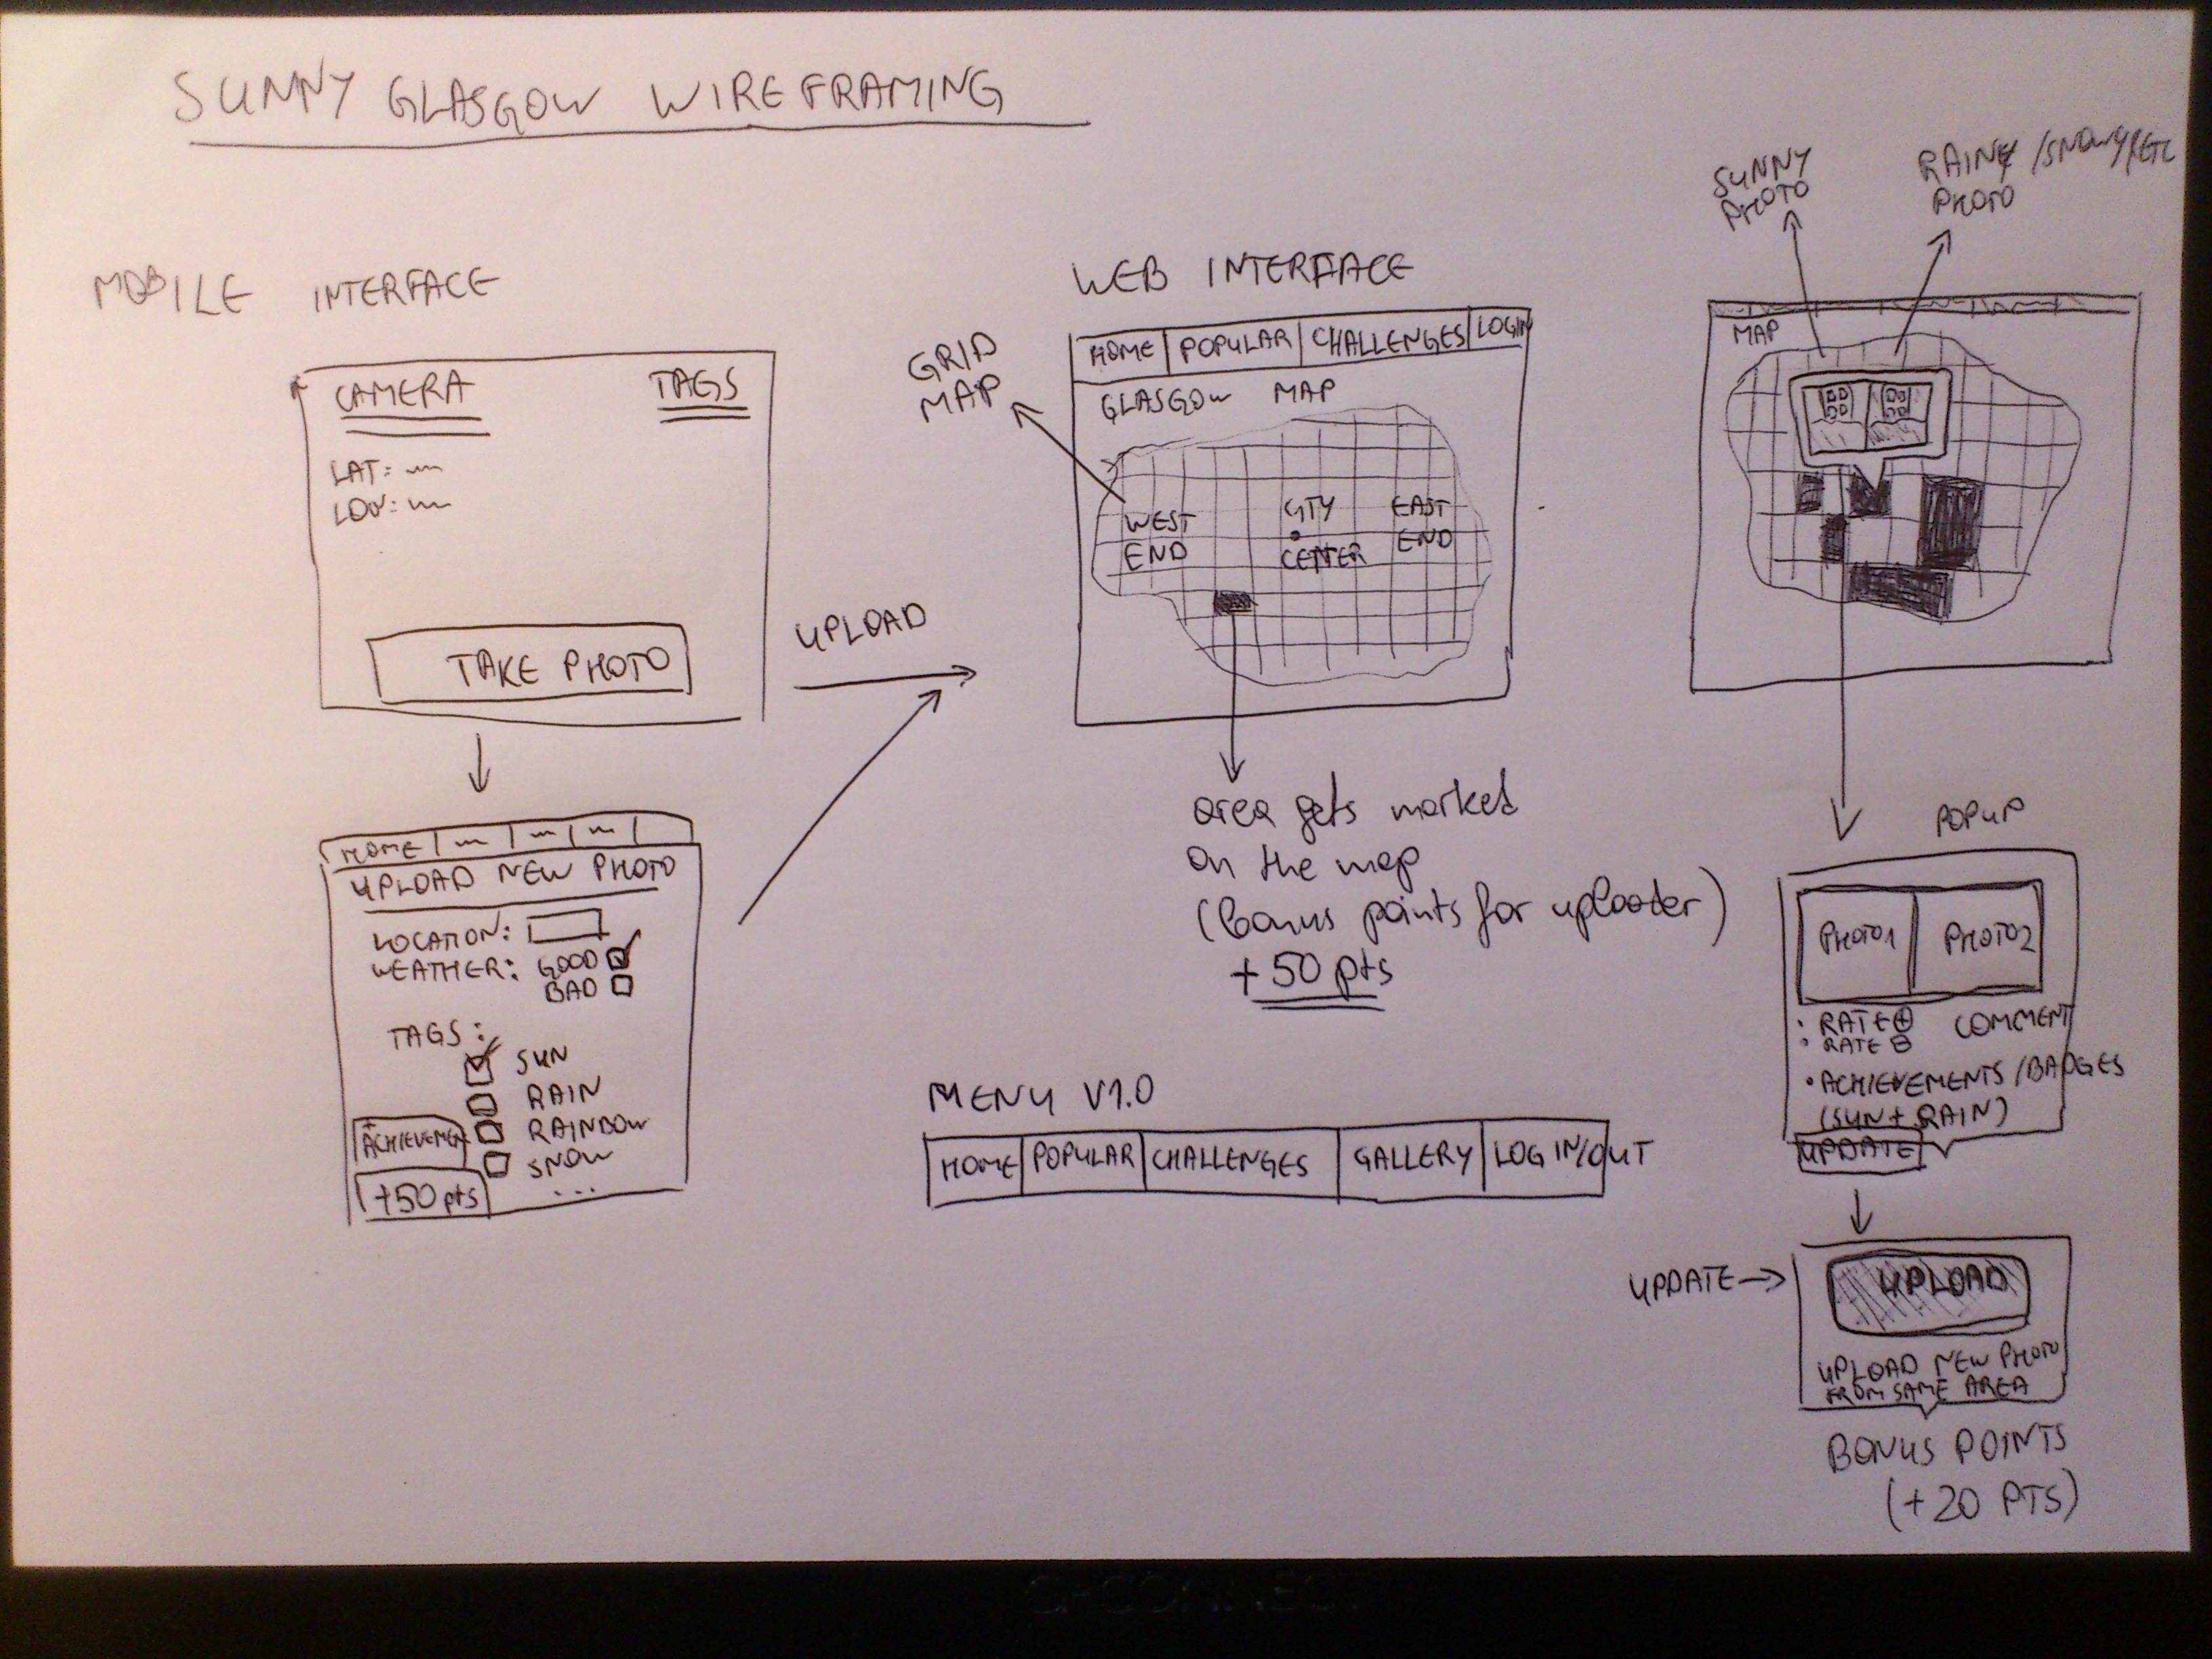 SUNNY GLASGOW WIREFRAMING
MOBILE INTERFACE
CAMERA
TAGS
LAT:
LON:
TAKE PHOTO
UPLOAD
HOME
UPLOAD NEW PHOTO
LOCATION:
WEATHER: GOOD
BAD
TAGS:
SUN
RAIN
RAINBOW
SNOW
...
+50 pts
WEB INTERFACE
GRID
MAP
HOME POPULAR CHALLENGES LOGIN
GLASGOW MAP
WEST
END
CITY
CENTER
EAST
END
area gets marked
on the map
(bonus points for uploader)
+50 pts
MENU V1.0
HOME POPULAR CHALLENGES GALLERY LOG IN/OUT
SUNNY
PHOTO
RAINY /SNOWY/ETC
PHOTO
MAP
POPUP
PHOTO1 PHOTO2
• RATE + COMMENT
• RATE -
• ACHIEVEMENTS/BADGES
(SUN + RAIN)
UPDATE
UPDATE
UPLOAD
UPLOAD NEW PHOTO
FROM SAME AREA
BONUS POINTS
(+20 PTS)